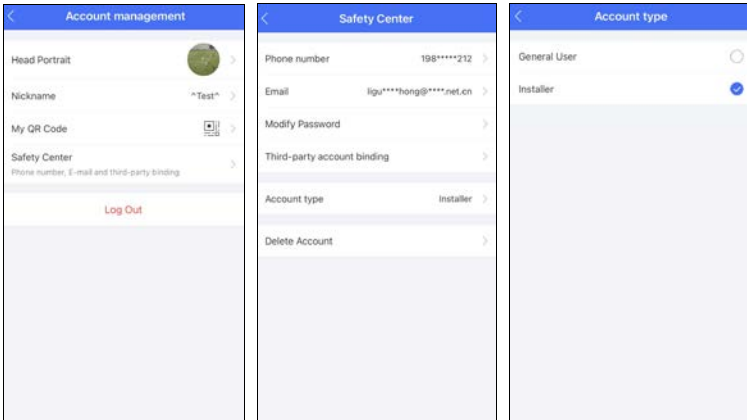 Account management
Head Portrait
Nickname ^Test^
My QR Code
Safety Center
Phone number, E-mail and third-party binding
Log Out
Safety Center
Phone number 198*****212
Email ligu****hong@****.net.cn
Modify Password
Third-party account binding
Account type Installer
Delete Account
Account type
General User
Installer